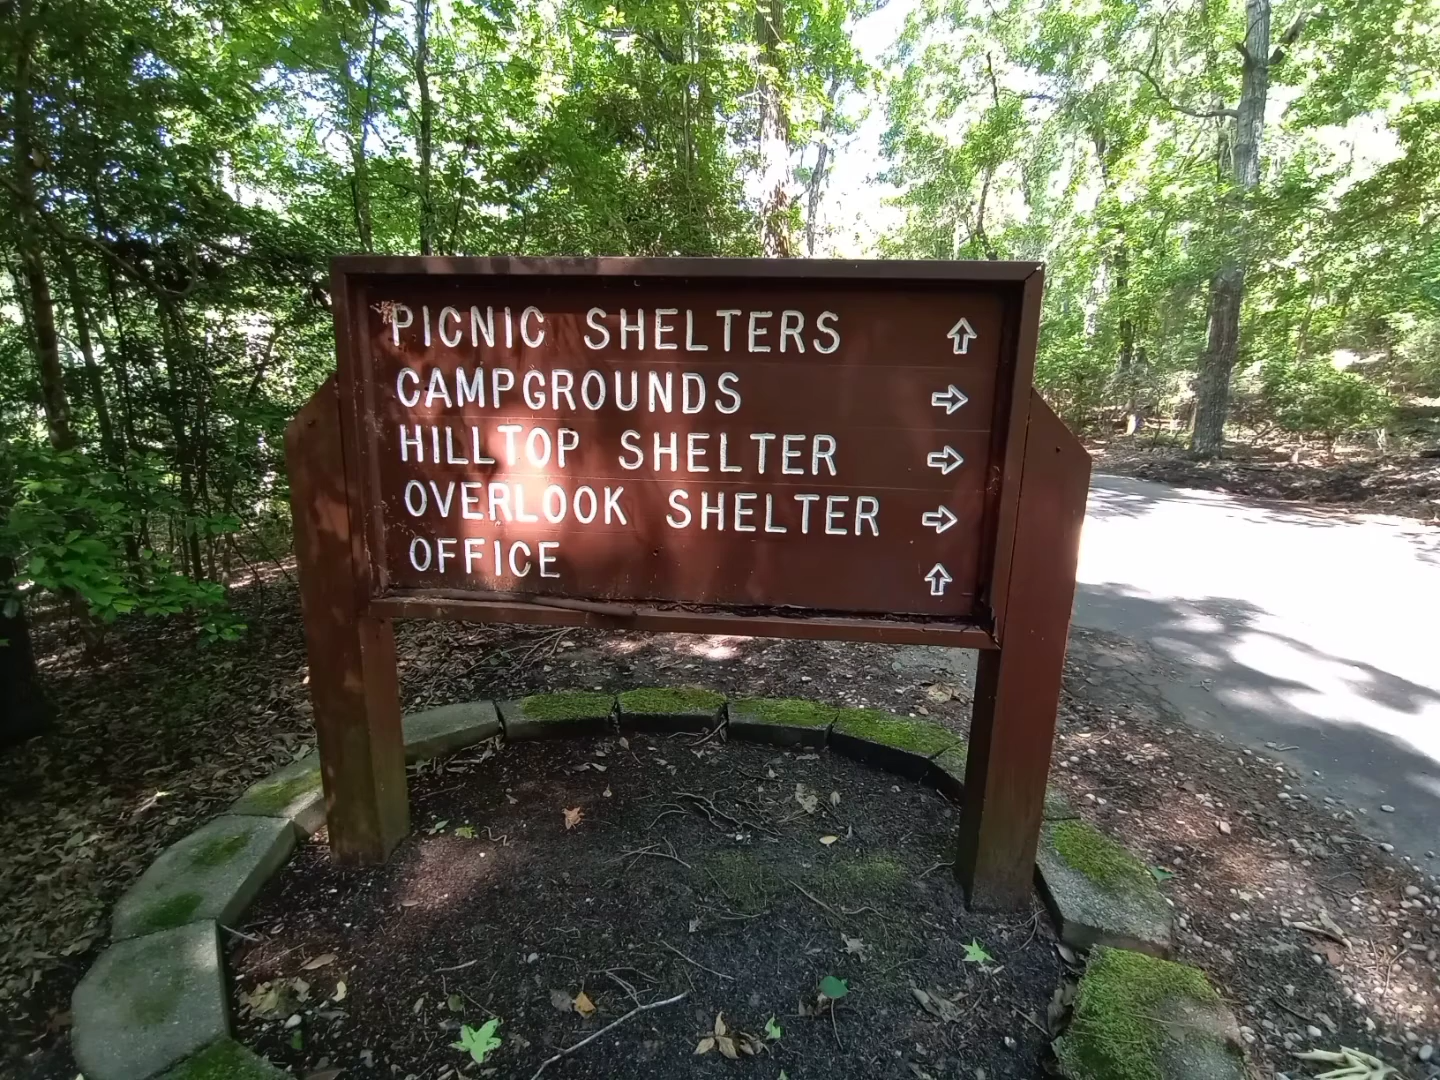 PICNIC SHELTERS ⇧
CAMPGROUNDS ⇨
HILLTOP SHELTER ⇨
OVERLOOK SHELTER ⇨
OFFICE ⇧